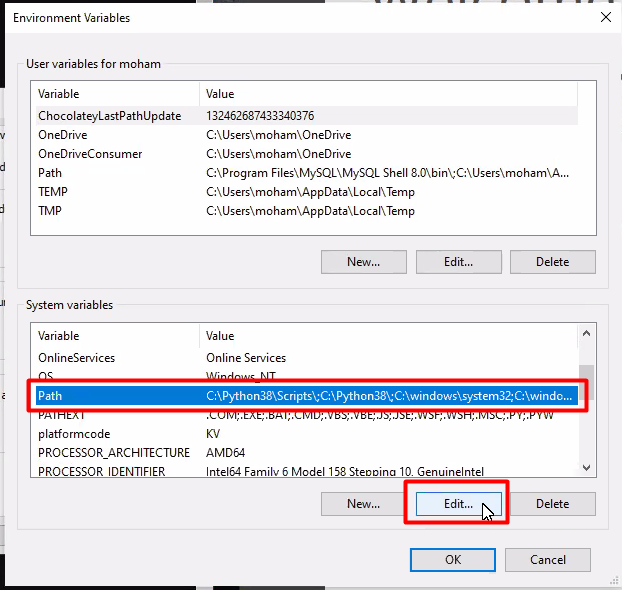 Environment Variables
User variables for moham
Variable Value
ChocolateyLastPathUpdate 132462687433340376
OneDrive C:\Users\moham\OneDrive
OneDriveConsumer C:\Users\moham\OneDrive
Path C:\Program Files\MySQL\MySQL Shell 8.0\bin\;C:\Users\moham\A...
TEMP C:\Users\moham\AppData\Local\Temp
TMP C:\Users\moham\AppData\Local\Temp
New... Edit... Delete
System variables
Variable Value
OnlineServices Online Services
OS Windows_NT
Path C:\Python38\Scripts\;C:\Python38\;C:\windows\system32;C:\windo...
PATHEXT .COM;.EXE;.BAT;.CMD;.VBS;.VBE;.JS;.JSE;.WSF;.WSH;.MSC;.PY;.PYW
platformcode KV
PROCESSOR_ARCHITECTURE AMD64
PROCESSOR_IDENTIFIER Intel64 Family 6 Model 158 Stepping 10, GenuineIntel
New... Edit... Delete
OK Cancel